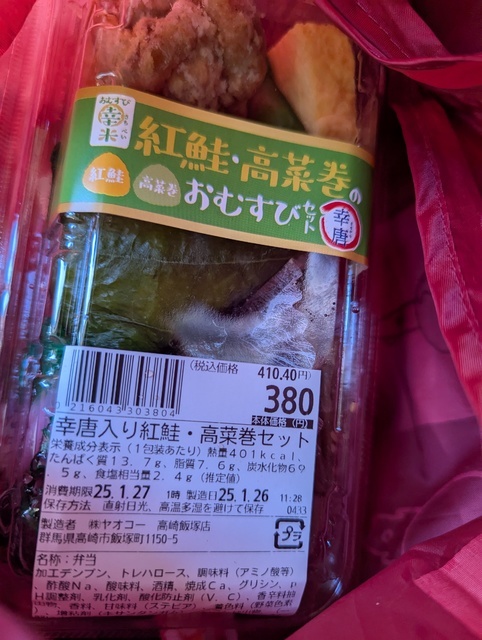 おむすび
幸米
紅鮭・高菜巻の
紅鮭 高菜巻
おむすびセット
幸唐
(税込価格 410.40円)
380
本体価格(円)
216043303804
幸唐入り紅鮭・高菜巻セット
栄養成分表示(1包装あたり)熱量401kcal、
たんぱく質13.7g、脂質7.6g、炭水化物69
.5g、食塩相当量2.4g(推定値)
消費期限25.1.27 1時 製造日25.1.26 11:28
保存方法 直射日光、高温多湿を避けて保存 0433
製造者 ㈱ヤオコー 高崎飯塚店
群馬県高崎市飯塚町1150-5
プラ
名称:弁当
加工デンプン、トレハロース、調味料(アミノ酸等)
、酢酸Na、酸味料、酒精、焼成Ca、グリシン、p
H調整剤、乳化剤、酸化防止剤(V.C)、香辛料抽
出物、香料、甘味料(ステビア)、着色料(野菜色素